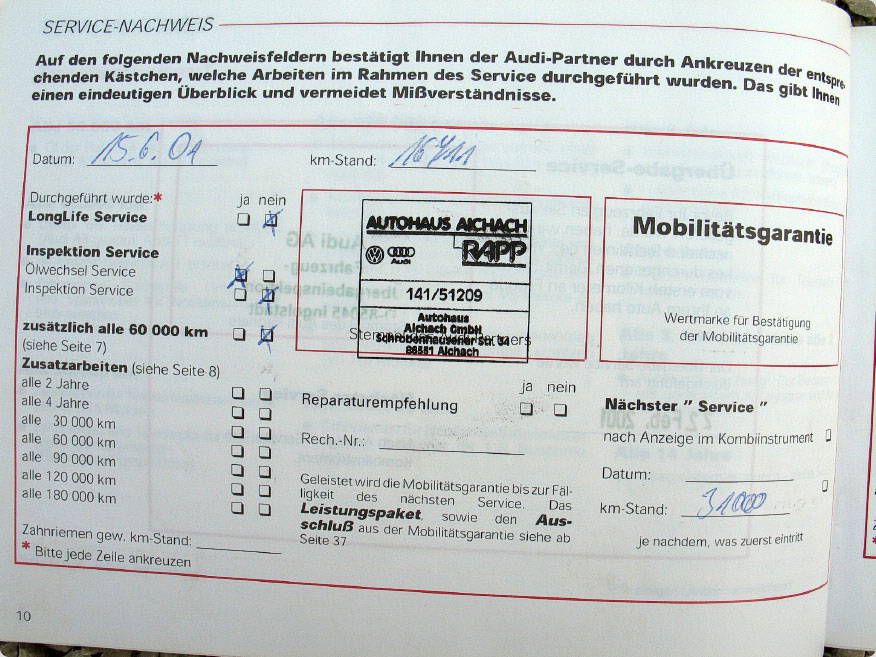 SERVICE-NACHWEIS
Auf den folgenden Nachweisfeldern bestätigt Ihnen der Audi-Partner durch Ankreuzen der entspre-
chenden Kästchen, welche Arbeiten im Rahmen des Service durchgeführt wurden. Das gibt Ihnen
einen eindeutigen Überblick und vermeidet Mißverständnisse.
Datum: 15.6.01 km-Stand:
Durchgeführt wurde:* ja nein
LongLife Service
Inspektion Service
Ölwechsel Service
Inspektion Service
zusätzlich alle 60 000 km
(siehe Seite 7)
Zusatzarbeiten (siehe Seite 8)
alle 2 Jahre
alle 4 Jahre
alle 30 000 km
alle 60 000 km
alle 90 000 km
alle 120 000 km
alle 180 000 km
Zahnriemen gew. km-Stand:
* Bitte jede Zeile ankreuzen
AUTOHAUS AICHACH
RAPP
Audi
141/51209
Autohaus
Aichach GmbH
Schrobenhausener Str. 34
86551 Aichach
Mobilitätsgarantie
Wertmarke für Bestätigung
der Mobilitätsgarantie
ja nein
Reparaturempfehlung
Rech.-Nr.:
Geleistet wird die Mobilitätsgarantie bis zur Fäl-
ligkeit des nächsten Service. Das
Leistungspaket, sowie den Aus-
schluß aus der Mobilitätsgarantie siehe ab
Seite 37
Nächster " Service "
nach Anzeige im Kombiinstrument
Datum:
km-Stand: 31000
je nachdem, was zuerst eintritt
10